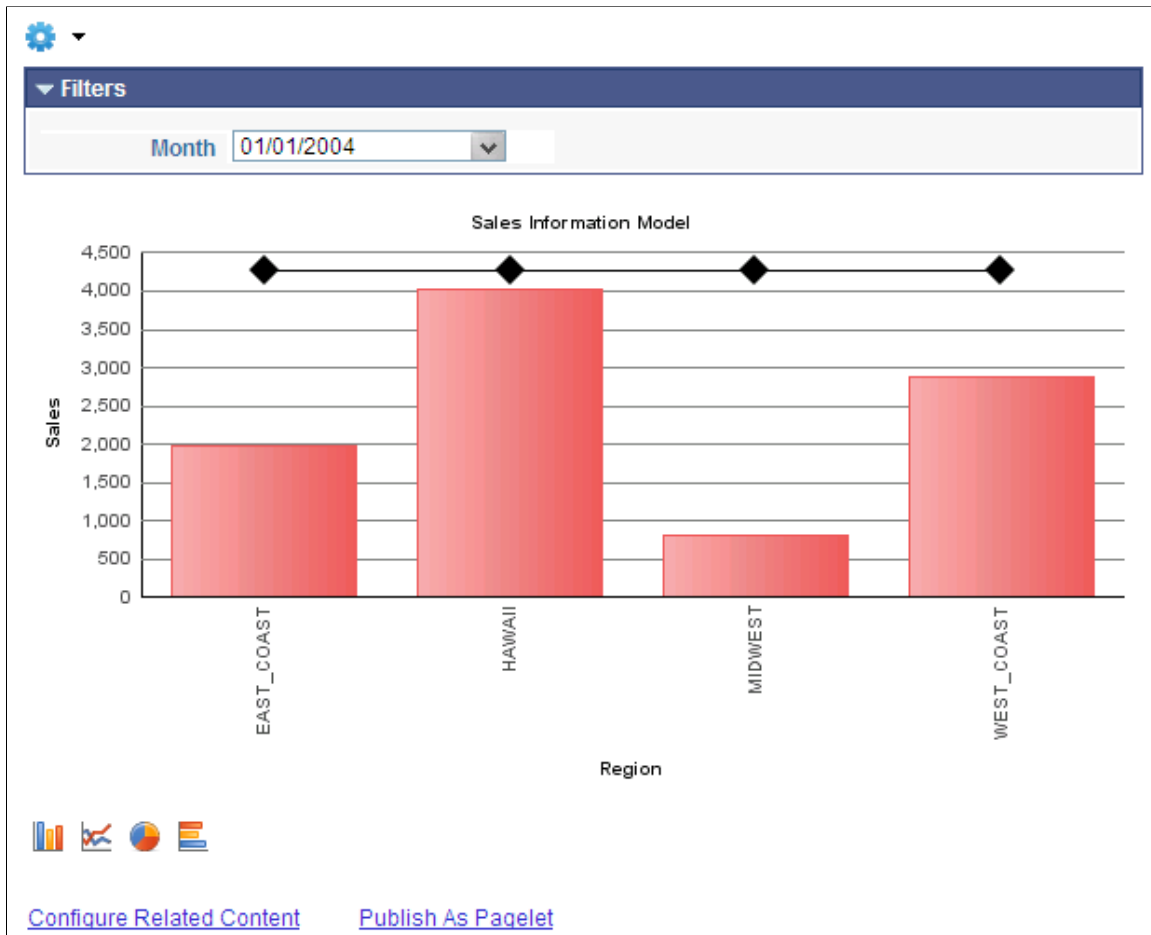 Filters
Month 01/01/2004
Sales Information Model
4,500
4,000
3,500
3,000
2,500
2,000
1,500
1,000
500
0
Sales
EAST_COAST
HAWAII
MIDWEST
WEST_COAST
Region
Configure Related Content
Publish As Pagelet